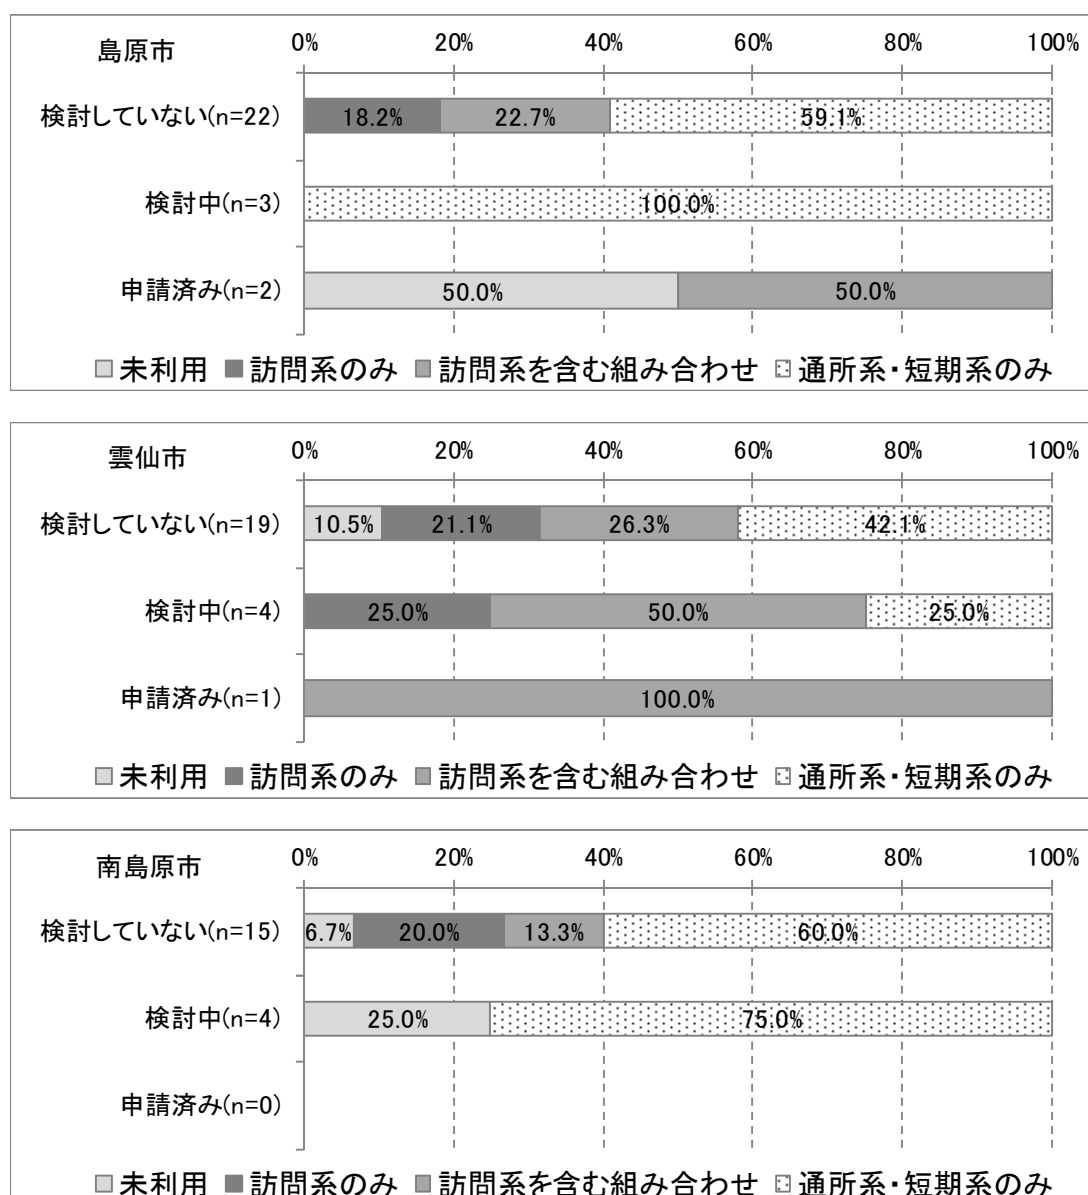 島原市
0% 20% 40% 60% 80% 100%
検討していない(n=22) 18.2% 22.7% 59.1%
検討中(n=3) 100.0%
申請済み(n=2) 50.0% 50.0%
未利用 訪問系のみ 訪問系を含む組み合わせ 通所系・短期系のみ
雲仙市
0% 20% 40% 60% 80% 100%
検討していない(n=19) 10.5% 21.1% 26.3% 42.1%
検討中(n=4) 25.0% 50.0% 25.0%
申請済み(n=1) 100.0%
未利用 訪問系のみ 訪問系を含む組み合わせ 通所系・短期系のみ
南島原市
0% 20% 40% 60% 80% 100%
検討していない(n=15) 6.7% 20.0% 13.3% 60.0%
検討中(n=4) 25.0% 75.0%
申請済み(n=0)
未利用 訪問系のみ 訪問系を含む組み合わせ 通所系・短期系のみ